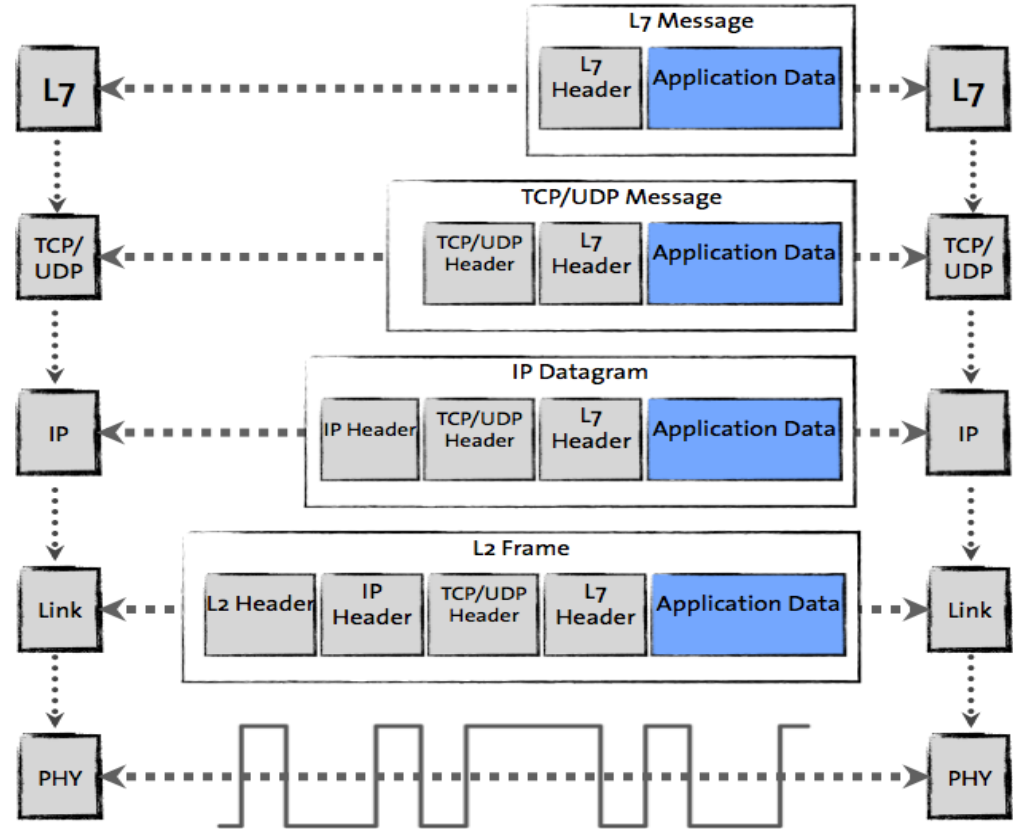 L7 Message
L7
L7
Header
Application Data
L7
TCP/UDP Message
TCP/
UDP
TCP/UDP
Header
L7
Header
Application Data
TCP/
UDP
IP Datagram
IP
IP Header
TCP/UDP
Header
L7
Header
Application Data
IP
L2 Frame
Link
L2 Header
IP
Header
TCP/UDP
Header
L7
Header
Application Data
Link
PHY
PHY